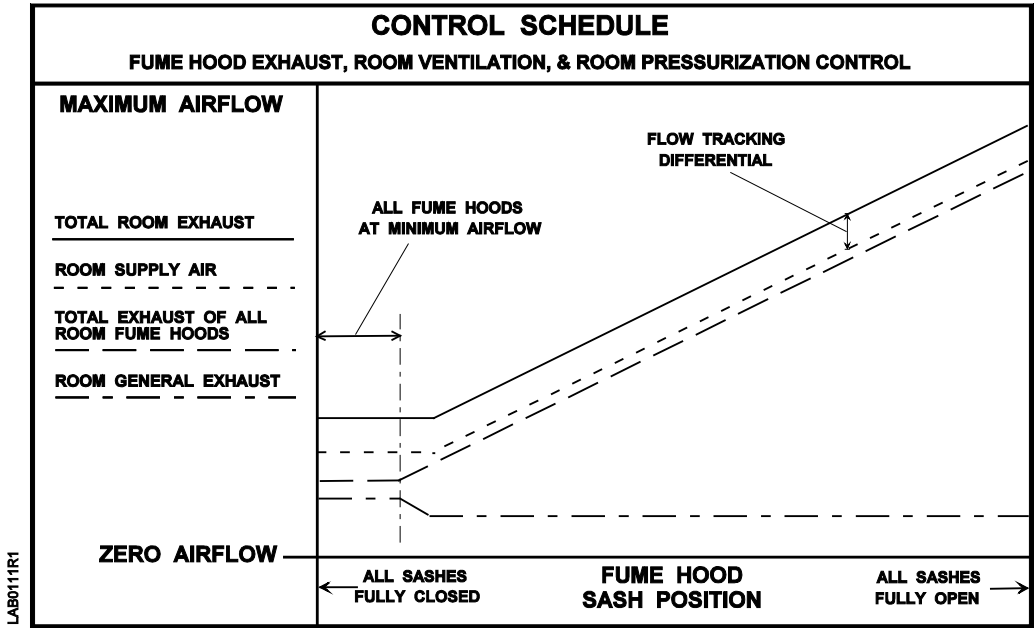 CONTROL SCHEDULE
FUME HOOD EXHAUST, ROOM VENTILATION, & ROOM PRESSURIZATION CONTROL
MAXIMUM AIRFLOW
TOTAL ROOM EXHAUST
ROOM SUPPLY AIR
TOTAL EXHAUST OF ALL
ROOM FUME HOODS
ROOM GENERAL EXHAUST
ZERO AIRFLOW
ALL FUME HOODS
AT MINIMUM AIRFLOW
FLOW TRACKING
DIFFERENTIAL
ALL SASHES
FULLY CLOSED
FUME HOOD
SASH POSITION
ALL SASHES
FULLY OPEN
LAB0111R1